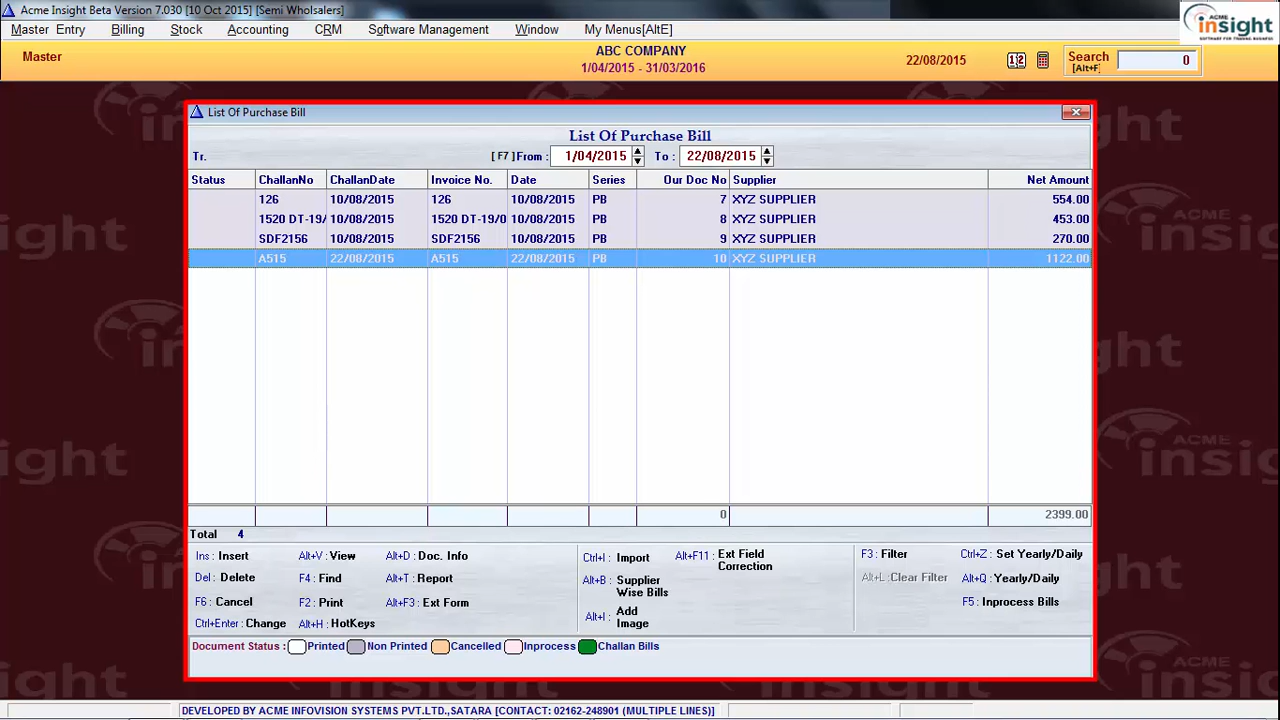 Acme Insight Beta Version 7.030 [10 Oct 2015] [Semi Wholsalers]
Master Entry Billing Stock Accounting CRM Software Management Window My Menus[AltE]
ACME insight
SOFTWARE FOR TRADING BUSINESS
Master
ABC COMPANY
1/04/2015 - 31/03/2016
22/08/2015
Search
[Alt+F]
0
List Of Purchase Bill
List Of Purchase Bill
Tr. [ F7 ]From : 1/04/2015 To : 22/08/2015
Status ChallanNo ChallanDate Invoice No. Date Series Our Doc No Supplier Net Amount
126 10/08/2015 126 10/08/2015 PB 7 XYZ SUPPLIER 554.00
1520 DT-19/ 10/08/2015 1520 DT-19/0 10/08/2015 PB 8 XYZ SUPPLIER 453.00
SDF2156 10/08/2015 SDF2156 10/08/2015 PB 9 XYZ SUPPLIER 270.00
A515 22/08/2015 A515 22/08/2015 PB 10 XYZ SUPPLIER 1122.00
0 2399.00
Total 4
Ins : Insert Alt+V : View Alt+D : Doc. Info
Del : Delete F4 : Find Alt+T : Report
F6 : Cancel F2 : Print Alt+F3 : Ext Form
Ctrl+Enter : Change Alt+H : HotKeys
Ctrl+I : Import Alt+F11 : Ext Field
Correction
Alt+B : Supplier
Wise Bills
Alt+I : Add
Image
F3 : Filter Ctrl+Z : Set Yearly/Daily
Alt+L :Clear Filter Alt+Q : Yearly/Daily
F5 : Inprocess Bills
Document Status : Printed Non Printed Cancelled Inprocess Challan Bills
DEVELOPED BY ACME INFOVISION SYSTEMS PVT.LTD.,SATARA [CONTACT: 02162-248901 (MULTIPLE LINES)]